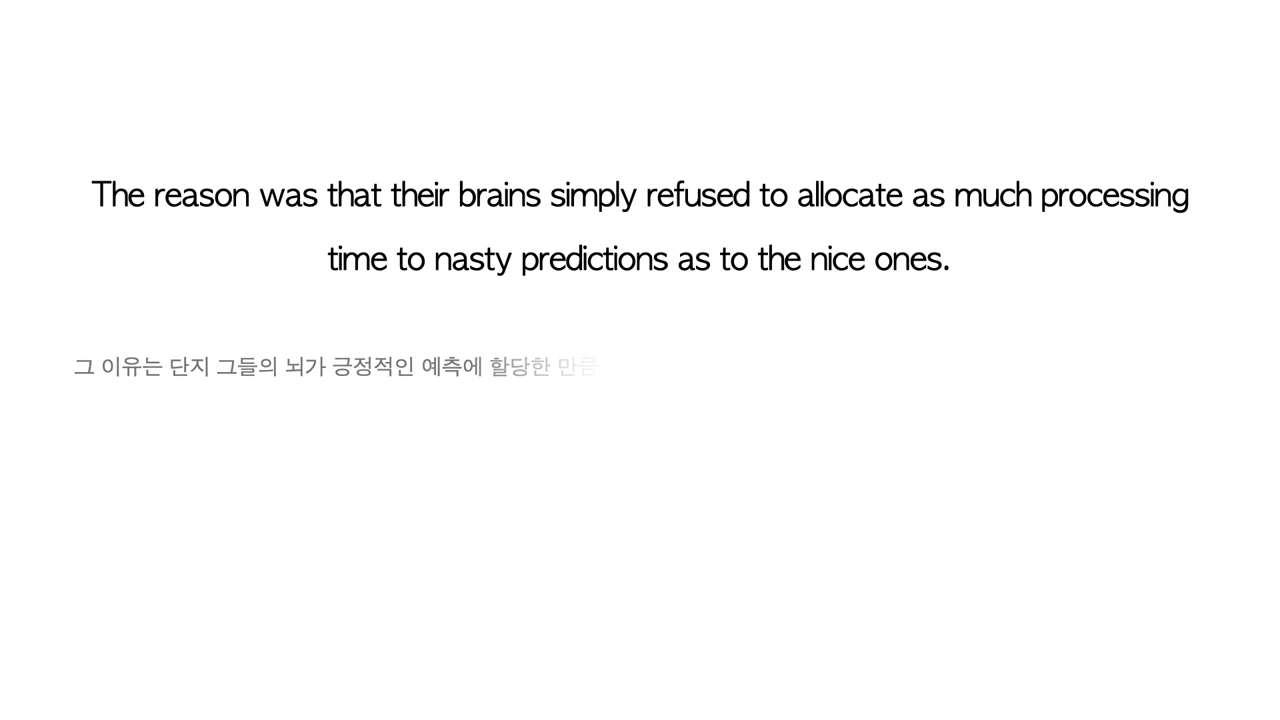 The reason was that their brains simply refused to allocate as much processing
time to nasty predictions as to the nice ones.
그 이유는 단지 그들의 뇌가 긍정적인 예측에 할당한 만큼